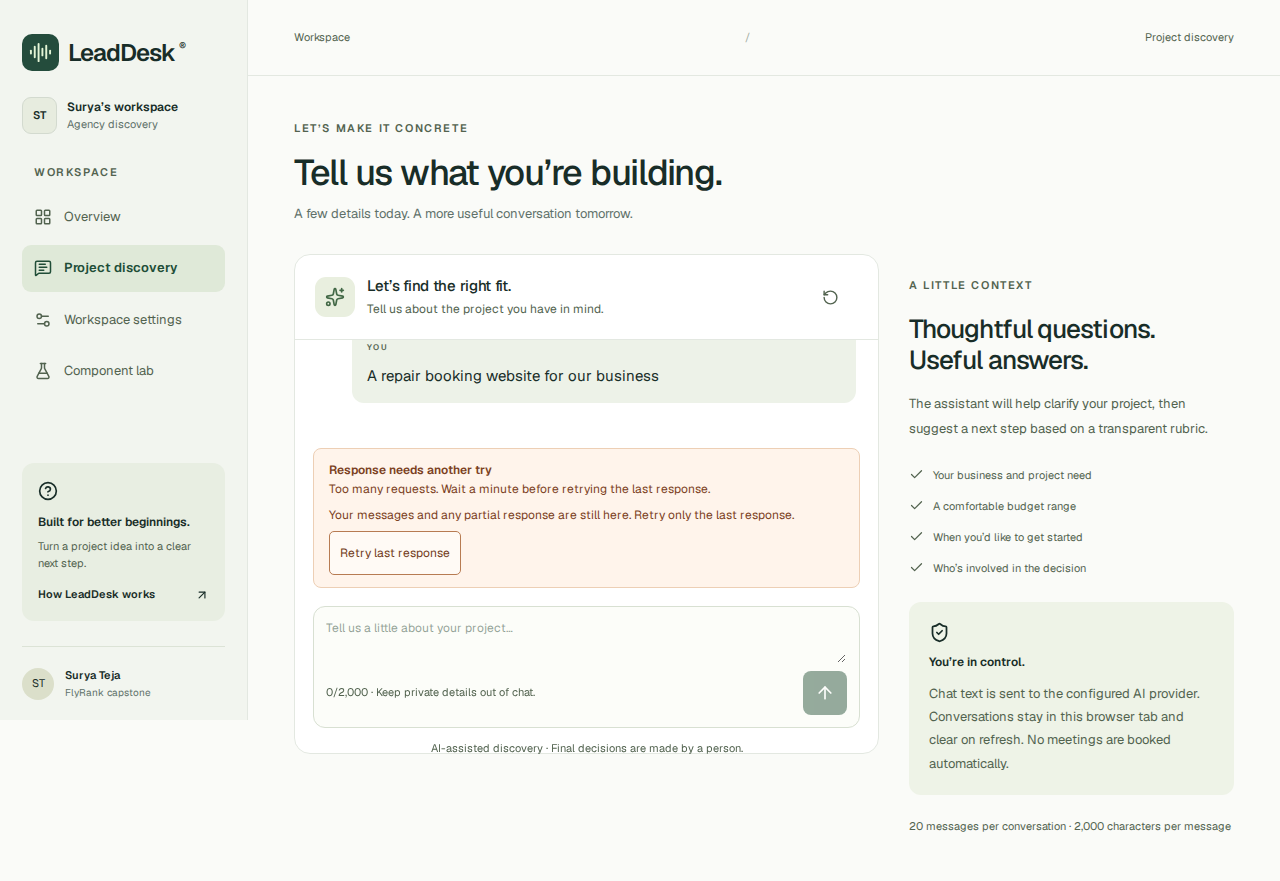 LeadDesk®
ST
Surya's workspace
Agency discovery
WORKSPACE
Overview
Project discovery
Workspace settings
Component lab
Built for better beginnings.
Turn a project idea into a clear
next step.
How LeadDesk works
ST
Surya Teja
FlyRank capstone
Workspace
/
Project discovery
LET'S MAKE IT CONCRETE
Tell us what you’re building.
A few details today. A more useful conversation tomorrow.
Let’s find the right fit.
Tell us about the project you have in mind.
YOU
A repair booking website for our business
Response needs another try
Too many requests. Wait a minute before retrying the last response.
Your messages and any partial response are still here. Retry only the last response.
Retry last response
Tell us a little about your project…
0/2,000 · Keep private details out of chat.
AI-assisted discovery · Final decisions are made by a person.
A LITTLE CONTEXT
Thoughtful questions.
Useful answers.
The assistant will help clarify your project, then
suggest a next step based on a transparent rubric.
Your business and project need
A comfortable budget range
When you’d like to get started
Who’s involved in the decision
You’re in control.
Chat text is sent to the configured AI provider.
Conversations stay in this browser tab and
clear on refresh. No meetings are booked
automatically.
20 messages per conversation · 2,000 characters per message